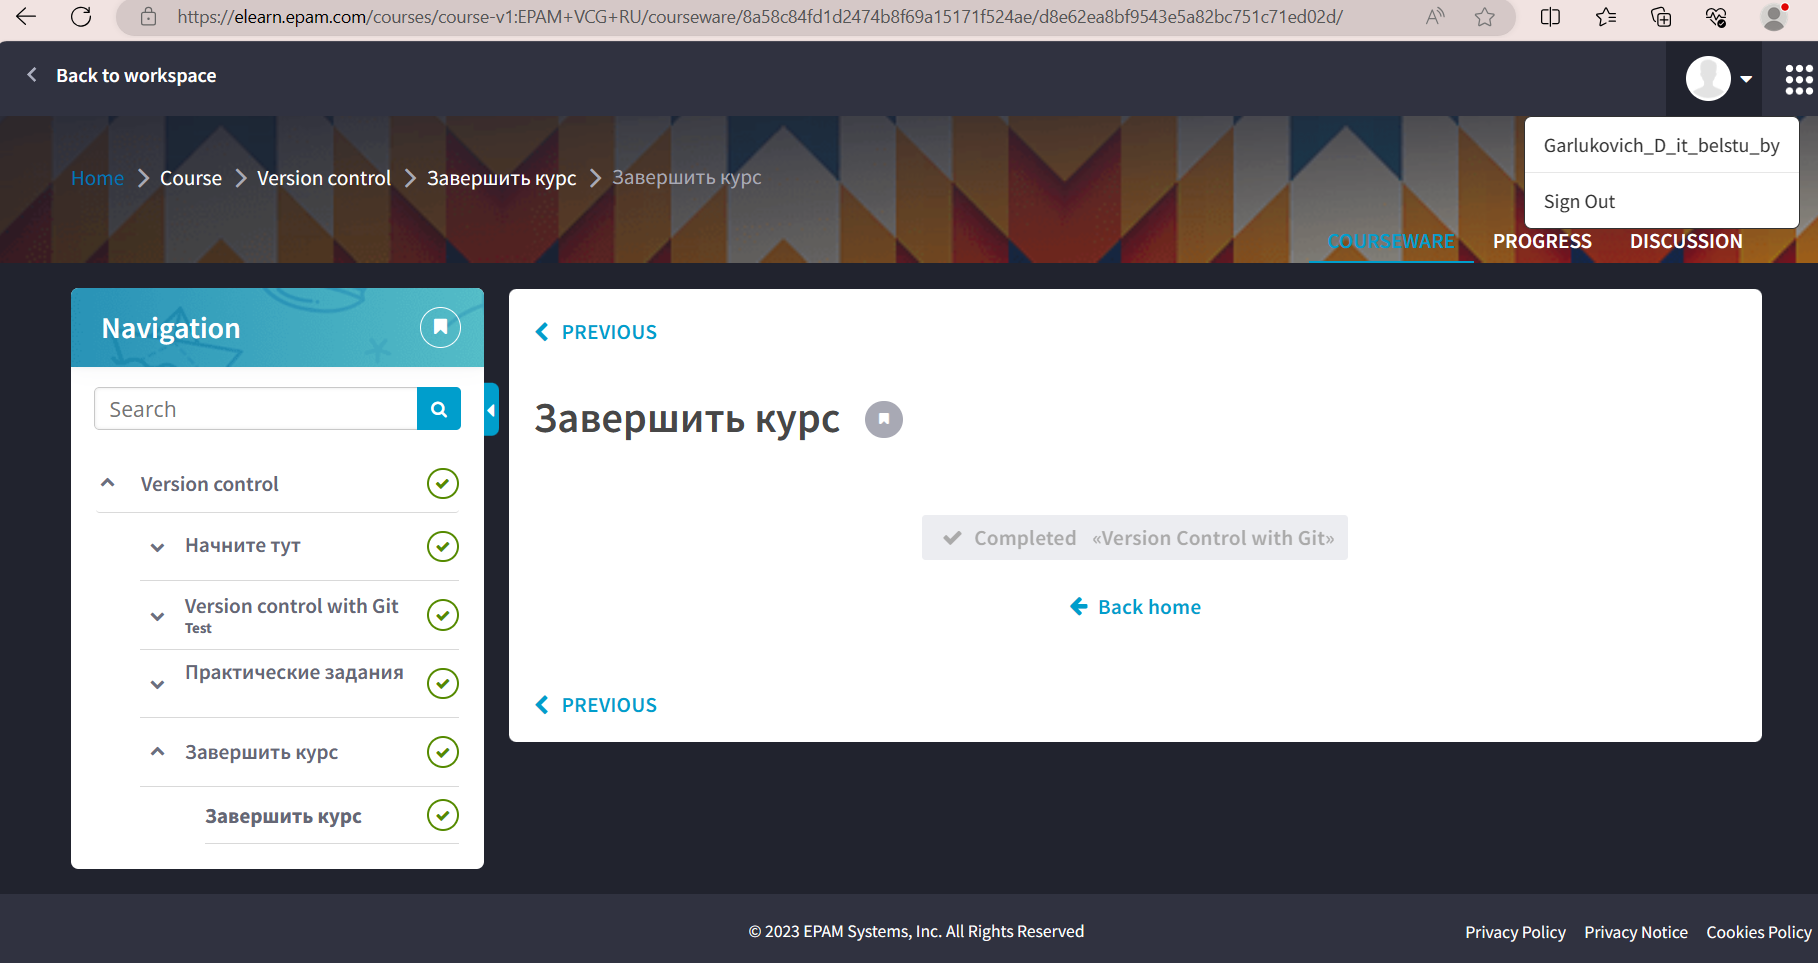 https://elearn.epam.com/courses/course-v1:EPAM+VCG+RU/courseware/8a58c84fd1d2474b8f69a15171f524ae/d8e62ea8bf9543e5a82bc751c71ed02d/
Back to workspace
Garlukovich_D_it_belstu_by
Sign Out
Home > Course > Version control > Завершить курс > Завершить курс
COURSEWARE PROGRESS DISCUSSION
Navigation
Search
Version control
Начните тут
Version control with Git
Test
Практические задания
Завершить курс
Завершить курс
PREVIOUS
Завершить курс
Completed «Version Control with Git»
Back home
PREVIOUS
© 2023 EPAM Systems, Inc. All Rights Reserved
Privacy Policy Privacy Notice Cookies Policy